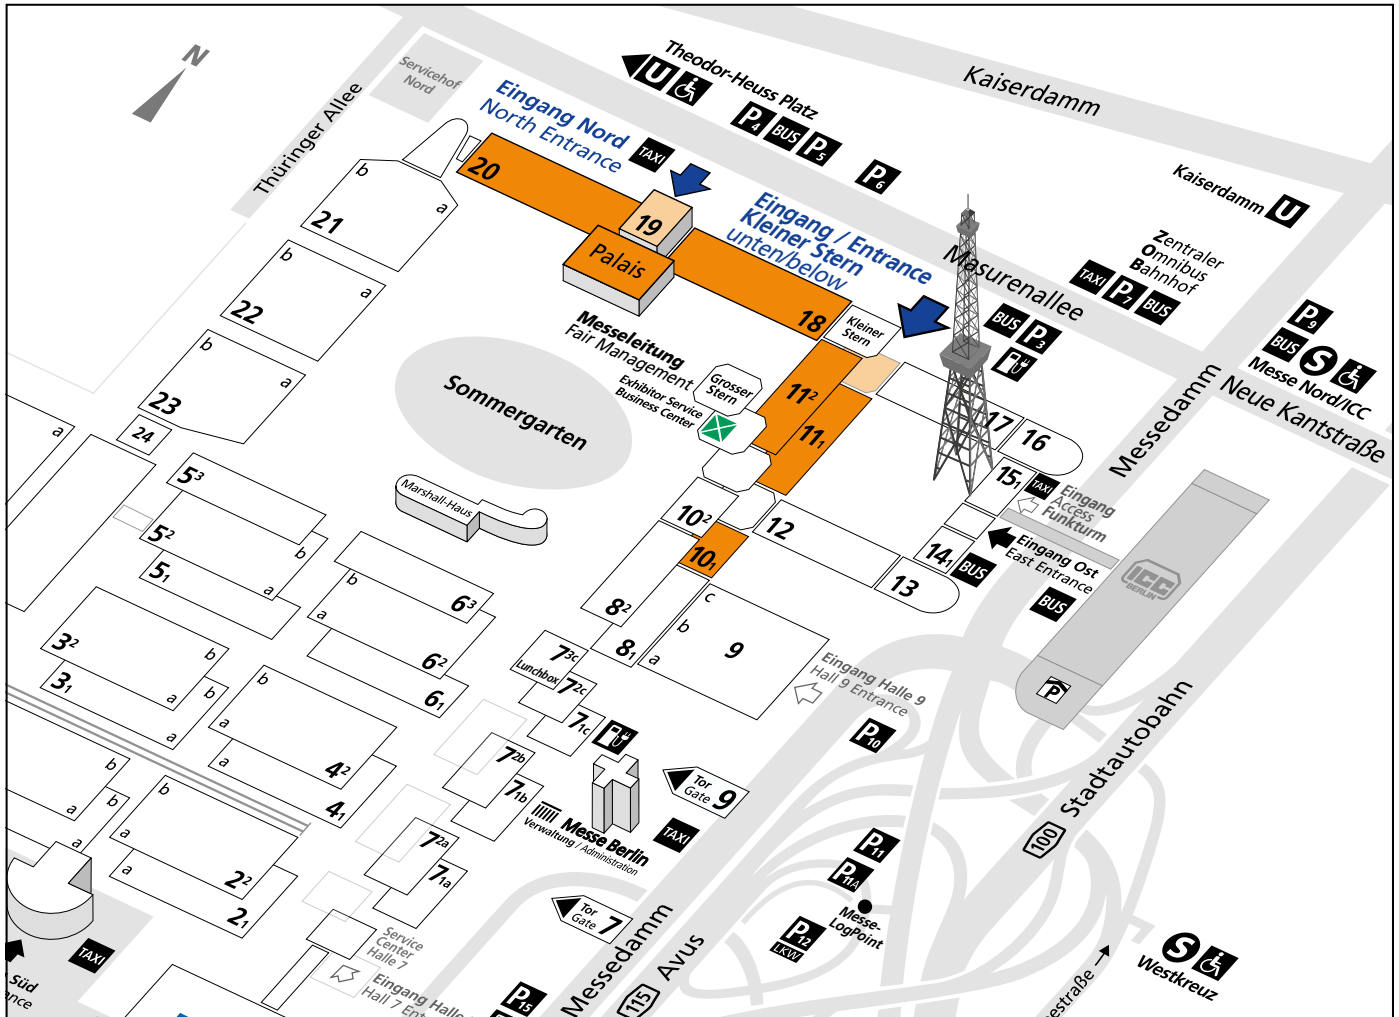 N
Servicehof
Nord
Thüringer Allee
Theodor-Heuss Platz
U
P4
BUS
P5
P6
Kaiserdamm
Kaiserdamm
U
Eingang Nord
North Entrance
TAXI
Eingang / Entrance
Kleiner Stern
unten/below
Masurenallee
Zentraler
Omnibus
Bahnhof
TAXI
P7
BUS
BUS
P3
P9
BUS
S
Messe Nord/ICC
Neue Kantstraße
Messedamm
20
19
Palais
18
Kleiner
Stern
b
a
21
b
a
22
b
a
23
24
a
Messeleitung
Fair Management
Exhibitor Service
Business Center
Grosser
Stern
11²
11₁
17
16
15₁
TAXI
Eingang
Access
Funkturm
Sommergarten
Marshall-Haus
10²
10₁
12
13
14₁
BUS
Eingang Ost
East Entrance
BUS
ICC
BERLIN
P
5³
5²
b
5₁
a
b
6³
a
6²
6₁
8²
8₁
c
b
a
9
Eingang Halle 9
Hall 9 Entrance
P10
3²
b
a
3₁
b
a
b
a
4²
a
4₁
7³ᶜ
Lunchbox
7²ᶜ
7₁c
7²ᵇ
7₁b
7²ᵃ
7₁a
Messe Berlin
Verwaltung / Administration
TAXI
Tor
Gate 9
Tor
Gate 7
b
a
b
a
b
a
2²
a
2₁
TAXI
Süd
Service
Center
Halle 7
Eingang Hall
Hall 7 Ent
P15
Messedamm
115
Avus
P11
P11A
Messe-
LogPoint
P12
LKW
100
Stadtautobahn
S
Westkreuz